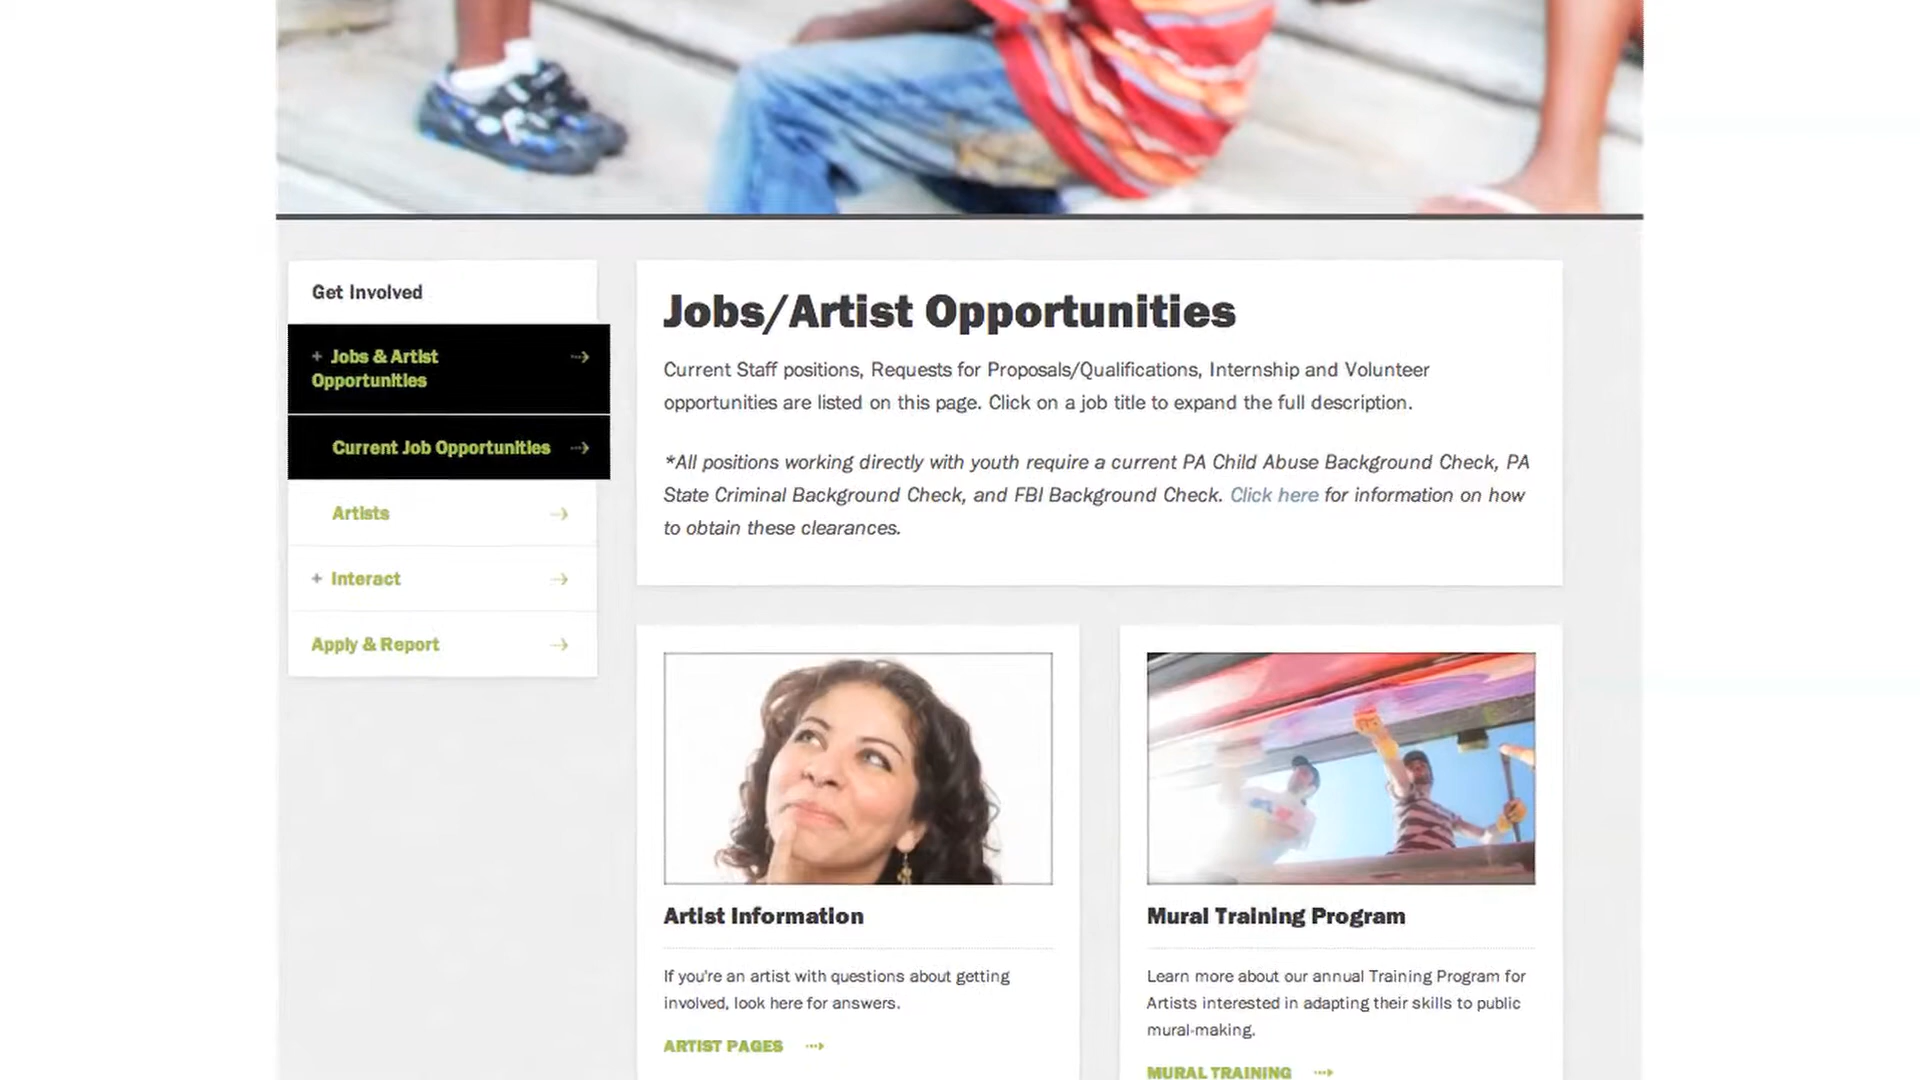 Get Involved
+ Jobs & Artist
Opportunities
Current Job Opportunities
Artists
+ Interact
Apply & Report
Jobs/Artist Opportunities
Current Staff positions, Requests for Proposals/Qualifications, Internship and Volunteer
opportunities are listed on this page. Click on a job title to expand the full description.
*All positions working directly with youth require a current PA Child Abuse Background Check, PA
State Criminal Background Check, and FBI Background Check. Click here for information on how
to obtain these clearances.
Artist Information
If you're an artist with questions about getting
involved, look here for answers.
ARTIST PAGES
Mural Training Program
Learn more about our annual Training Program for
Artists interested in adapting their skills to public
mural-making.
MURAL TRAINING